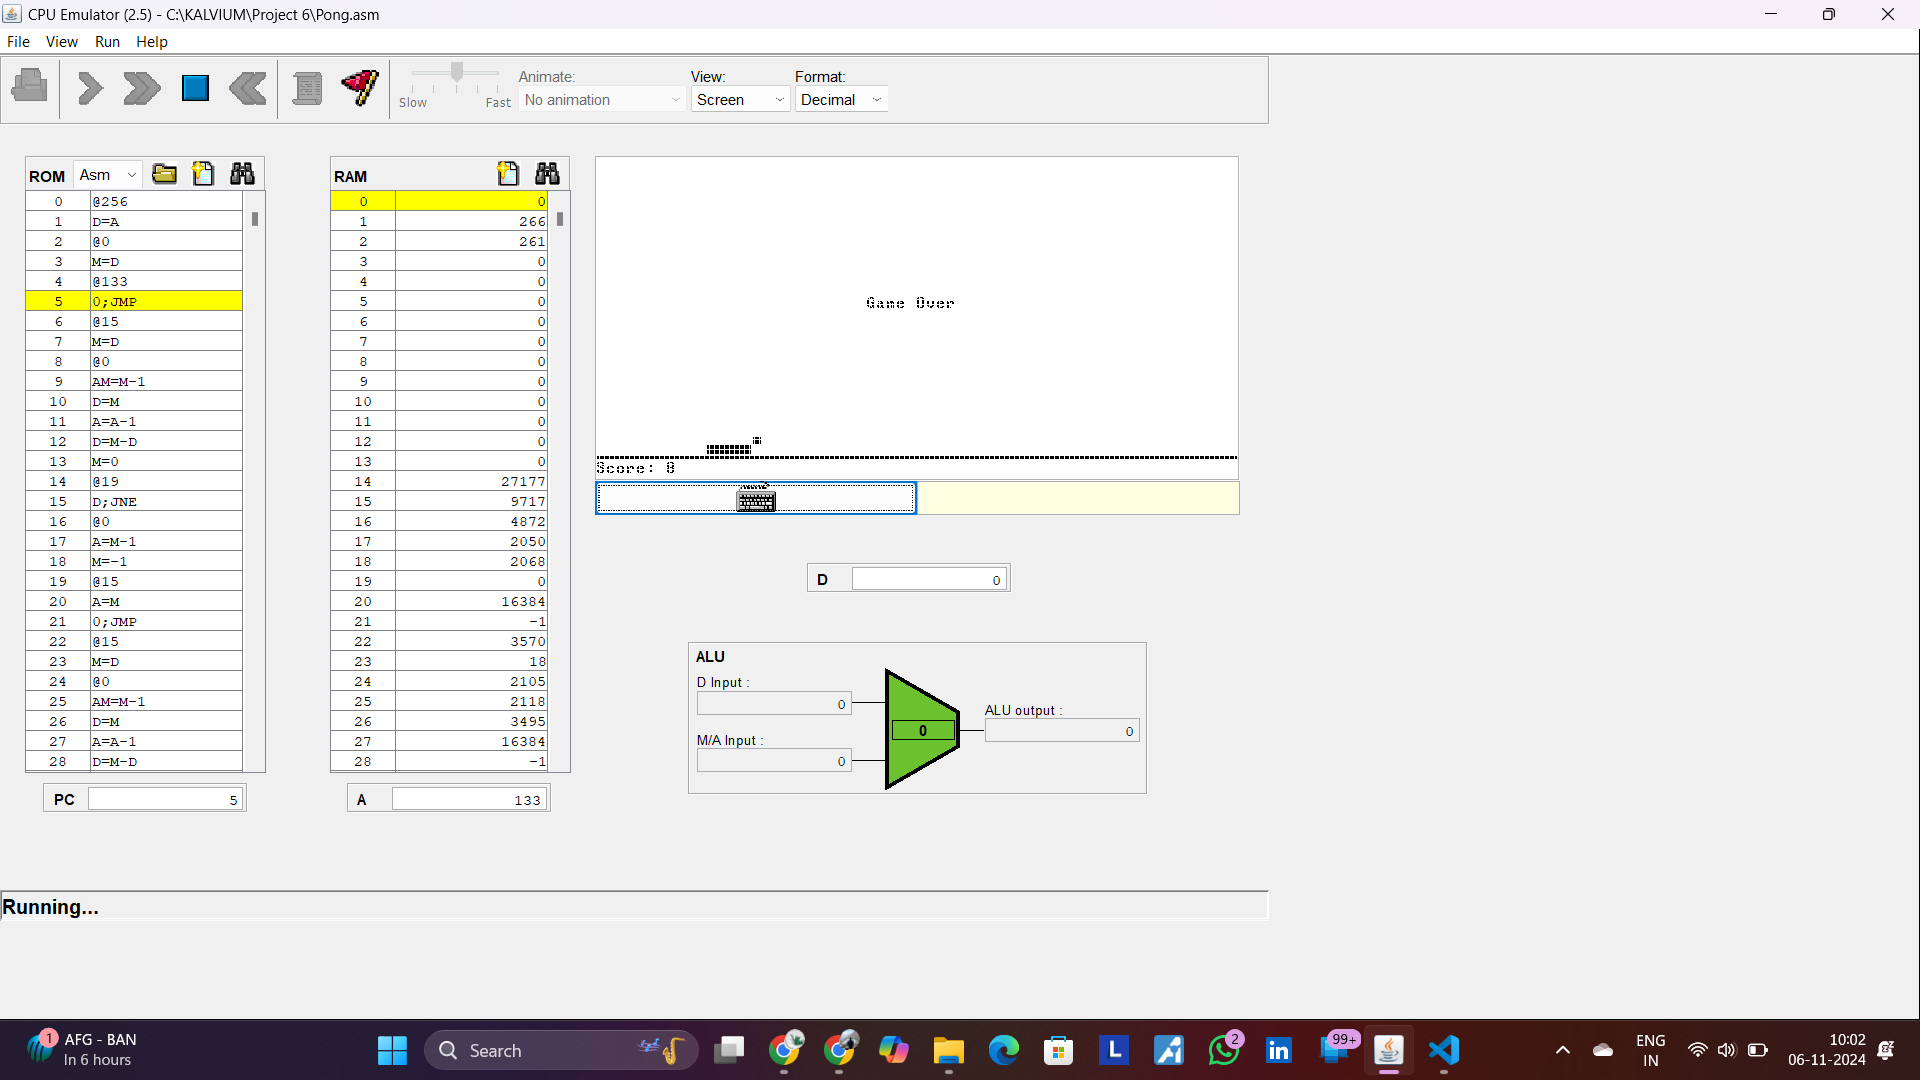 CPU Emulator (2.5) - C:\KALVIUM\Project 6\Pong.asm
File View Run Help
Slow Fast
Animate:
No animation
View:
Screen
Format:
Decimal
ROM Asm
0 @256
1 D=A
2 @0
3 M=D
4 @133
5 0;JMP
6 @15
7 M=D
8 @0
9 AM=M-1
10 D=M
11 A=A-1
12 D=M-D
13 M=0
14 @19
15 D;JNE
16 @0
17 A=M-1
18 M=-1
19 @15
20 A=M
21 0;JMP
22 @15
23 M=D
24 @0
25 AM=M-1
26 D=M
27 A=A-1
28 D=M-D
PC 5
RAM
0 0
1 266
2 261
3 0
4 0
5 0
6 0
7 0
8 0
9 0
10 0
11 0
12 0
13 0
14 27177
15 9717
16 4872
17 2050
18 2068
19 0
20 16384
21 -1
22 3570
23 18
24 2105
25 2118
26 3495
27 16384
28 -1
A 133
Game Over
Score: 0
D 0
ALU
D Input :
0
M/A Input :
0
0
ALU output :
0
Running...
1
AFG - BAN
In 6 hours
Search
L
2
in
99+
ENG
IN
10:02
06-11-2024